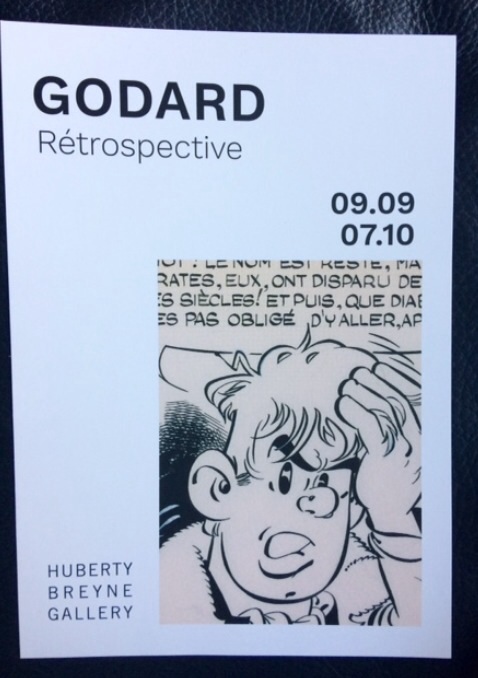 GODARD
Rétrospective
09.09
07.10
LE NOM EST RESTÉ, MA
RATES, EUX, ONT DISPARU DE
ES SIÈCLES! ET PUIS, QUE DIAB
ES PAS OBLIGÉ D'Y ALLER, AP
HUBERTY
BREYNE
GALLERY